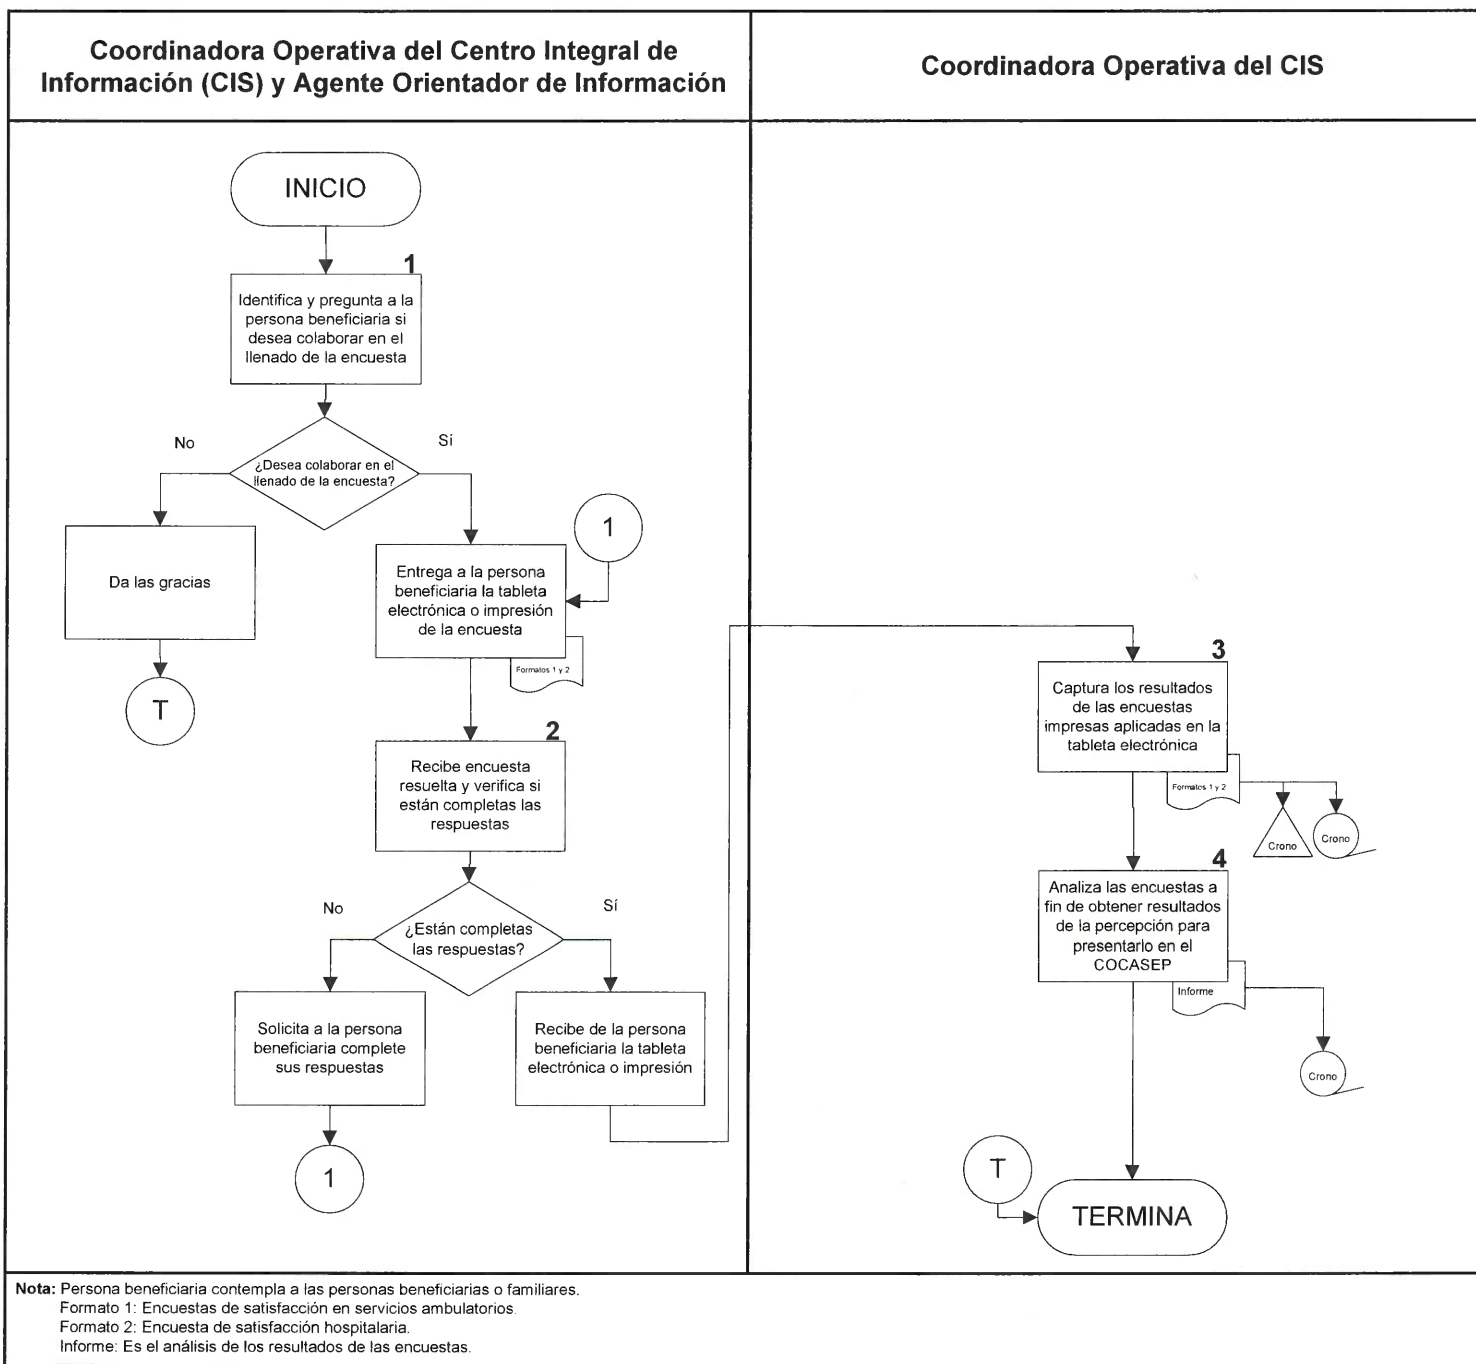 Coordinadora Operativa del Centro Integral de
Información (CIS) y Agente Orientador de Información
Coordinadora Operativa del CIS
INICIO
1
Identifica y pregunta a la
persona beneficiaria si
desea colaborar en el
llenado de la encuesta
No
Sí
¿Desea colaborar en el
llenado de la encuesta?
1
Da las gracias
T
Entrega a la persona
beneficiaria la tableta
electrónica o impresión
de la encuesta
Formatos 1 y 2
2
Recibe encuesta
resuelta y verifica si
están completas las
respuestas
No
Sí
¿Están completas
las respuestas?
Solicita a la persona
beneficiaria complete
sus respuestas
1
Recibe de la persona
beneficiaria la tableta
electrónica o impresión
3
Captura los resultados
de las encuestas
impresas aplicadas en la
tableta electrónica
Formatos 1 y 2
Crono
Crono
4
Analiza las encuestas a
fin de obtener resultados
de la percepción para
presentarlo en el
COCASEP
Informe
Crono
T
TERMINA
Nota: Persona beneficiaria contempla a las personas beneficiarias o familiares.
Formato 1: Encuestas de satisfacción en servicios ambulatorios.
Formato 2: Encuesta de satisfacción hospitalaria.
Informe: Es el análisis de los resultados de las encuestas.